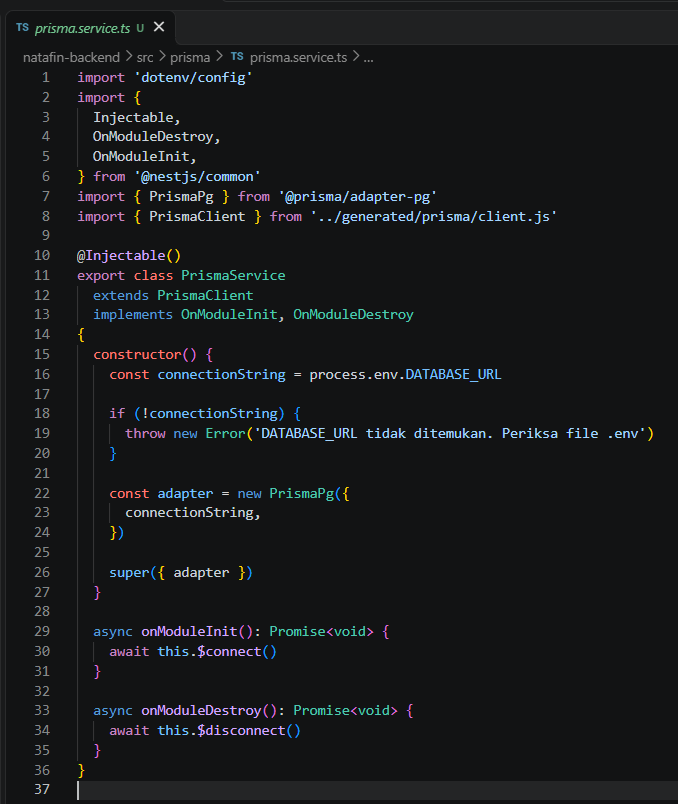 TS prisma.service.ts U ×
natafin-backend > src > prisma > TS prisma.service.ts > ...
1 import 'dotenv/config'
2 import {
3   Injectable,
4   OnModuleDestroy,
5   OnModuleInit,
6 } from '@nestjs/common'
7 import { PrismaPg } from '@prisma/adapter-pg'
8 import { PrismaClient } from '../generated/prisma/client.js'
9
10 @Injectable()
11 export class PrismaService
12   extends PrismaClient
13   implements OnModuleInit, OnModuleDestroy
14 {
15   constructor() {
16     const connectionString = process.env.DATABASE_URL
17
18     if (!connectionString) {
19       throw new Error('DATABASE_URL tidak ditemukan. Periksa file .env')
20     }
21
22     const adapter = new PrismaPg({
23       connectionString,
24     })
25
26     super({ adapter })
27   }
28
29   async onModuleInit(): Promise<void> {
30     await this.$connect()
31   }
32
33   async onModuleDestroy(): Promise<void> {
34     await this.$disconnect()
35   }
36 }
37